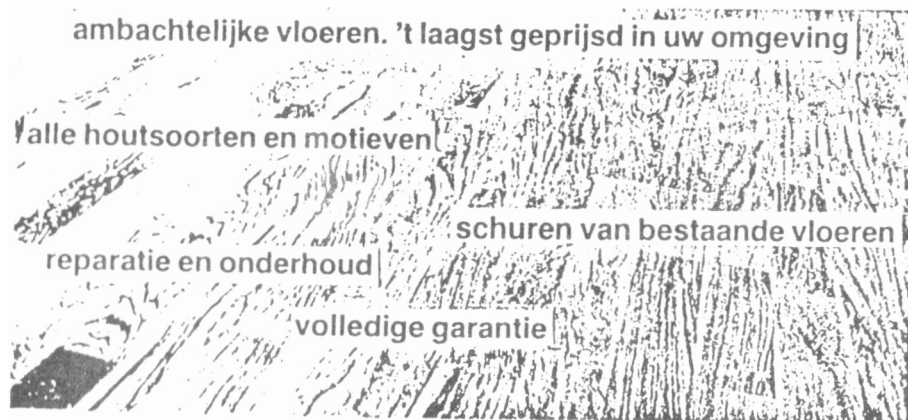 ambachtelijke vloeren. 't laagst geprijsd in uw omgeving
alle houtsoorten en motieven
schuren van bestaande vloeren
reparatie en onderhoud
volledige garantie